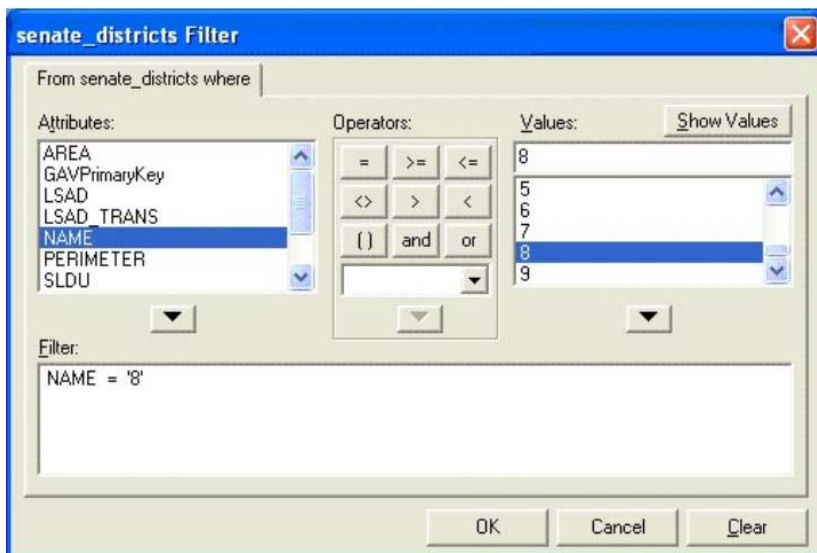 senate_districts Filter
From senate_districts where
Attributes:
AREA
GAVPrimaryKey
LSAD
LSAD_TRANS
NAME
PERIMETER
SLDU
Operators:
= >= <=
<> > <
() and or
Values:
Show Values
8
5
6
7
8
9
Filter:
NAME = '8'
OK Cancel Clear